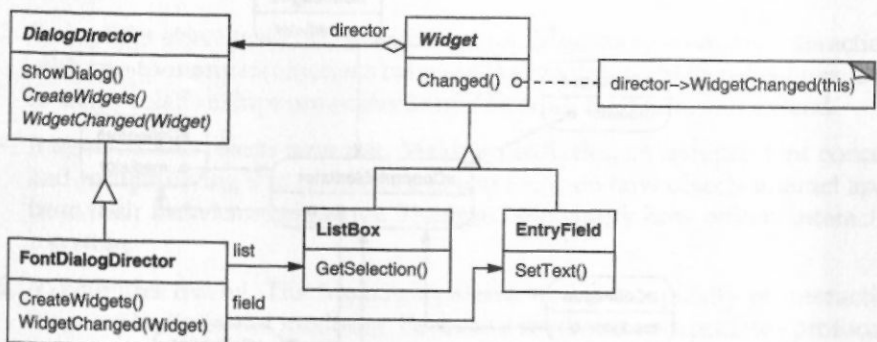 DialogDirector
ShowDialog()
CreateWidgets()
WidgetChanged(Widget)
director
Widget
Changed()
director-->WidgetChanged(this)
FontDialogDirector
CreateWidgets()
WidgetChanged(Widget)
list
field
ListBox
GetSelection()
EntryField
SetText()